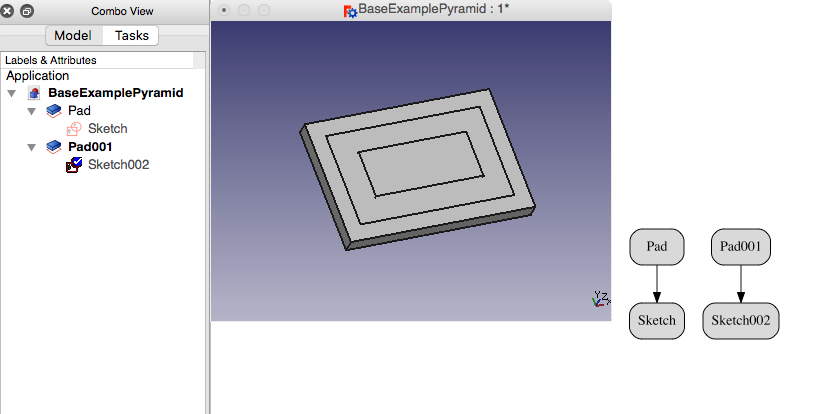 Combo View
Model
Tasks
Labels & Attributes
Application
BaseExamplePyramid
Pad
Sketch
Pad001
Sketch002
BaseExamplePyramid : 1*
Y Z X
Pad
Pad001
Sketch
Sketch002